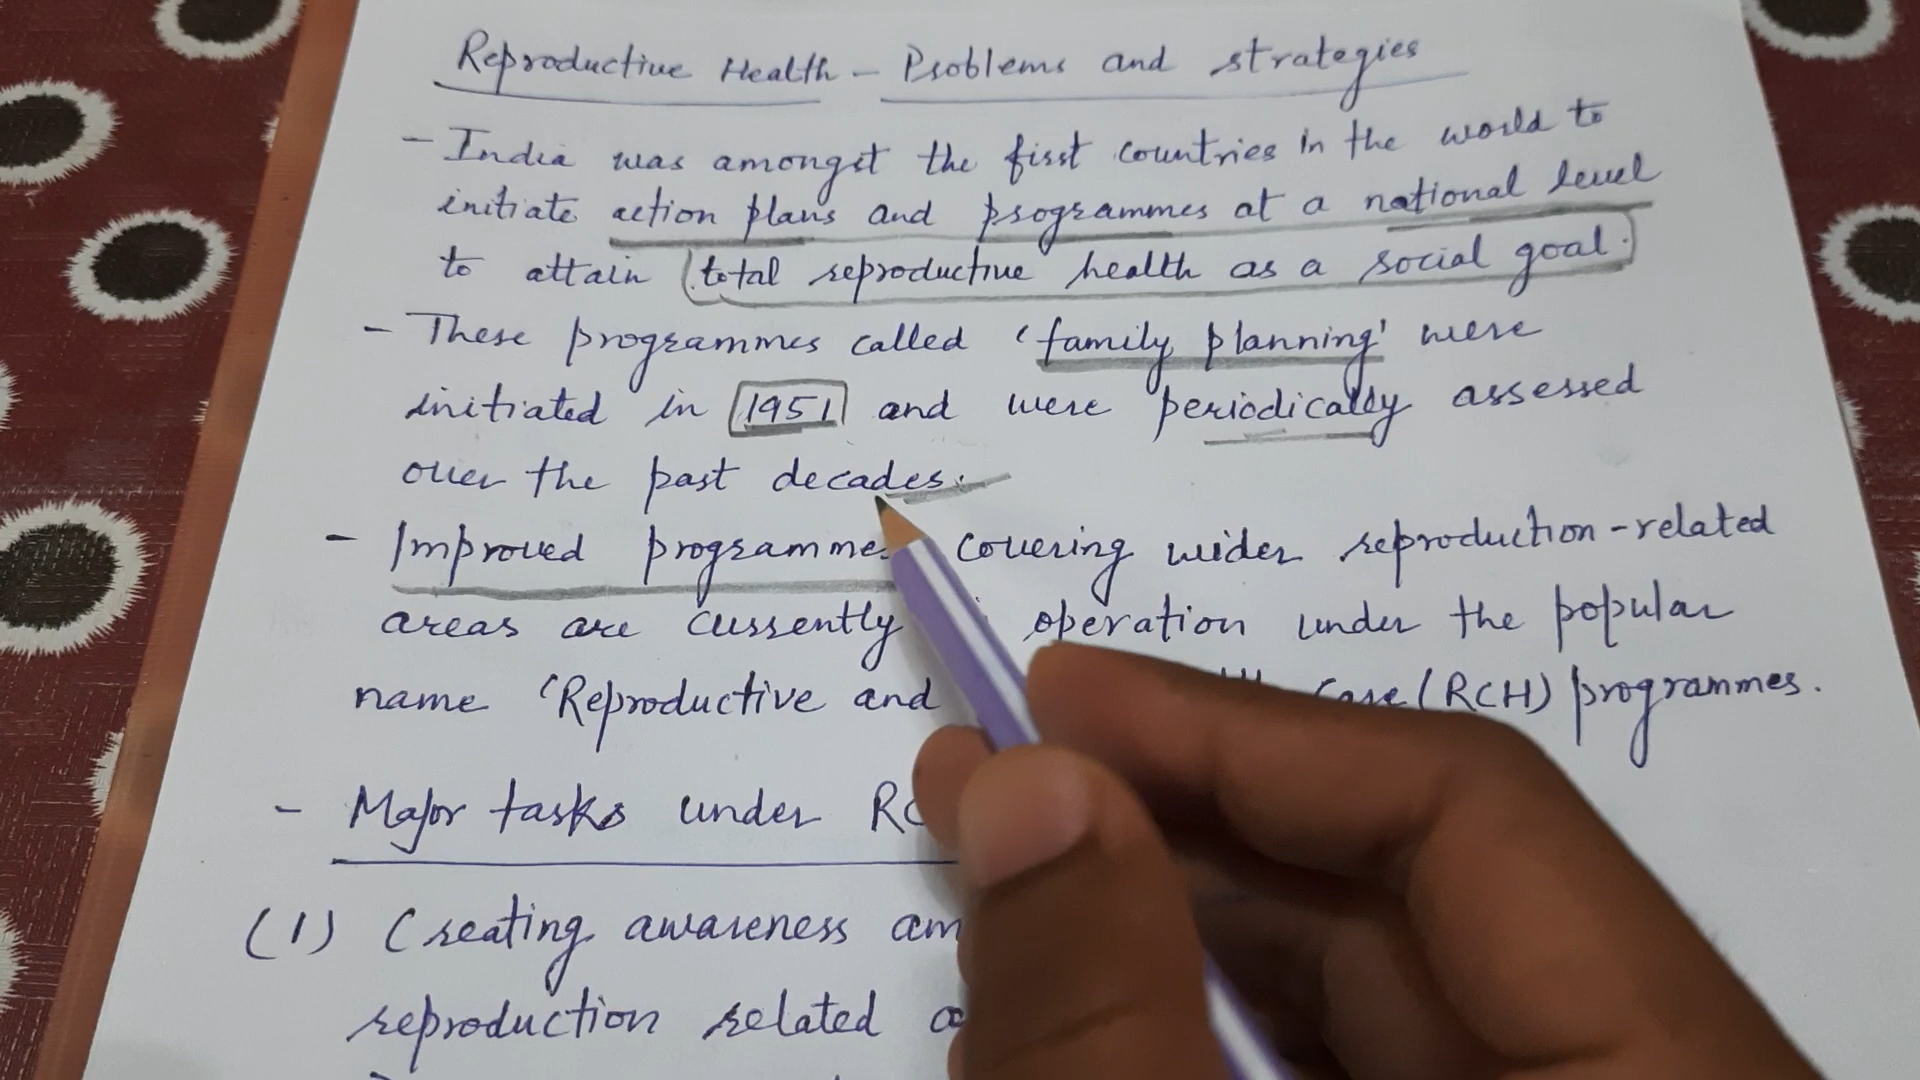 Reproductive Health - Problems and strategies
- India was amongst the first countries in the world to
initiate action plans and programmes at a national level
to attain total reproductive health as a social goal.
- These programmes called 'family planning' were
initiated in 1951 and were periodically assessed
over the past decades.
- Improved programme covering wider reproduction-related
areas are currently operation under the popular
name 'Reproductive and Care (RCH) programmes.
- Major tasks under
(1) Creating awareness
reproduction related